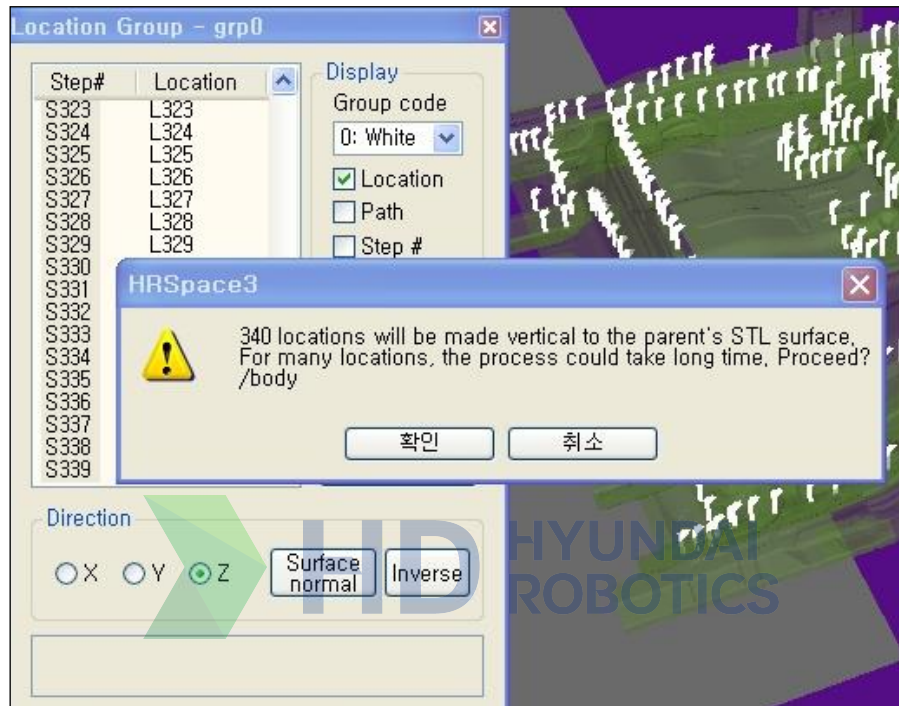 Location Group - grp0
Step# Location
S323 L323
S324 L324
S325 L325
S326 L326
S327 L327
S328 L328
S329 L329
S330
S331
S332
S333
S334
S335
S336
S337
S338
S339
Display
Group code
0: White
Location
Path
Step #
HRSpace3
340 locations will be made vertical to the parent's STL surface,
For many locations, the process could take long time, Proceed?
/body
확인 취소
Direction
X Y Z
Surface normal
Inverse
HD HYUNDAI
ROBOTICS